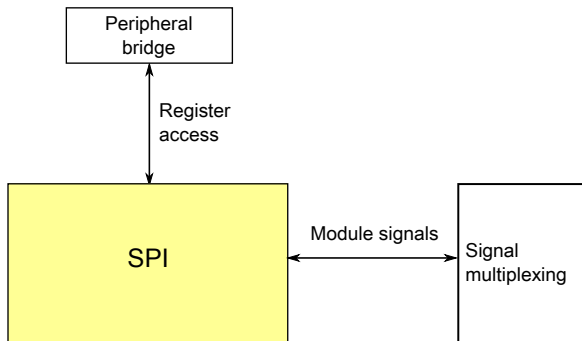 Peripheral
bridge
Register
access
SPI
Module signals
Signal
multiplexing